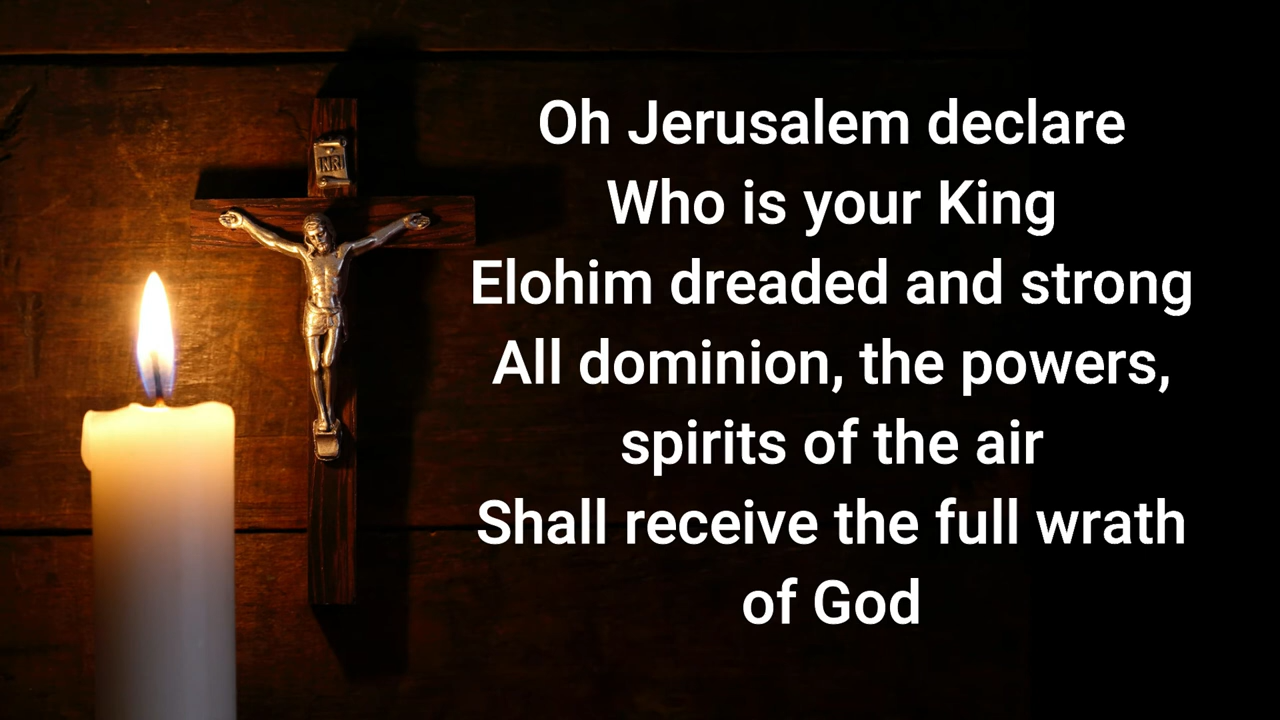 INRI
Oh Jerusalem declare
Who is your King
Elohim dreaded and strong
All dominion, the powers,
spirits of the air
Shall receive the full wrath
of God